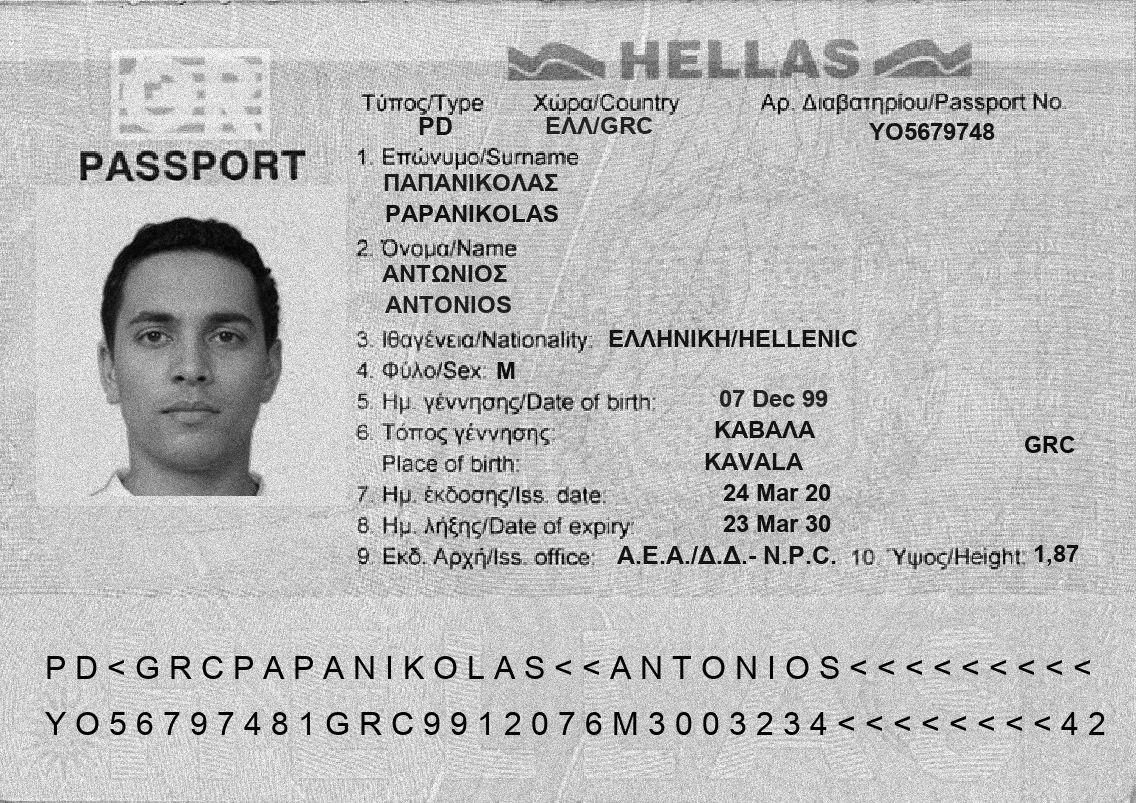 HELLAS
Τύπος/Type Χώρα/Country Αρ. Διαβατηρίου/Passport No.
PD ΕΛΛ/GRC YO5679748
PASSPORT
1. Επώνυμο/Surname
ΠΑΠΑΝΙΚΟΛΑΣ
PAPANIKOLAS
2. Όνομα/Name
ΑΝΤΩΝΙΟΣ
ANTONIOS
3. Ιθαγένεια/Nationality: ΕΛΛΗΝΙΚΗ/HELLENIC
4. Φύλο/Sex: M
5. Ημ. γέννησης/Date of birth: 07 Dec 99
6. Τόπος γέννησης: ΚΑΒΑΛΑ
GRC
Place of birth: KAVALA
7. Ημ. έκδοσης/Iss. date: 24 Mar 20
8. Ημ. λήξης/Date of expiry: 23 Mar 30
9 Εκδ. Αρχή/Iss. office: Α.Ε.Α./Δ.Δ.- N.P.C. 10. Ύψος/Height: 1,87
PD<GRCPAPANIKOLAS<<ANTONIOS<<<<<<<<<
YO56797481GRC9912076M3003234<<<<<<<<42